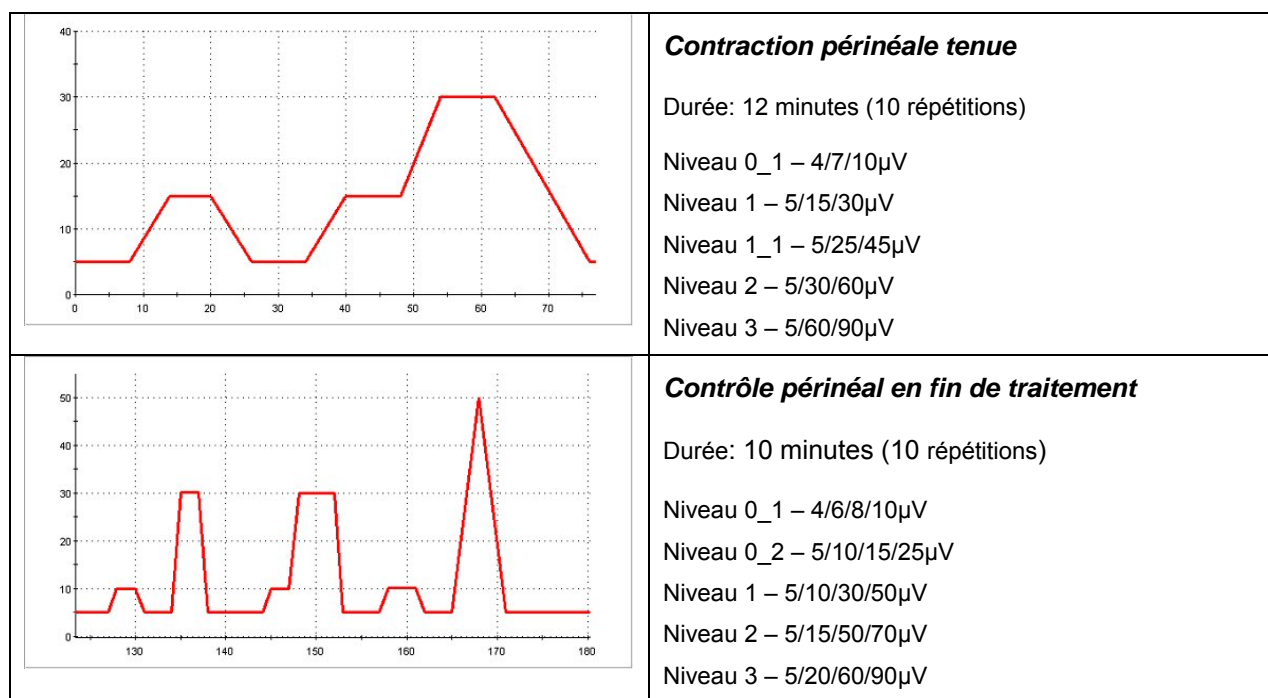 40
30
20
10
0
0 10 20 30 40 50 60 70
Contraction périnéale tenue
Durée: 12 minutes (10 répétitions)
Niveau 0_1 – 4/7/10µV
Niveau 1 – 5/15/30µV
Niveau 1_1 – 5/25/45µV
Niveau 2 – 5/30/60µV
Niveau 3 – 5/60/90µV
50
40
30
20
10
0
130 140 150 160 170 180
Contrôle périnéal en fin de traitement
Durée: 10 minutes (10 répétitions)
Niveau 0_1 – 4/6/8/10µV
Niveau 0_2 – 5/10/15/25µV
Niveau 1 – 5/10/30/50µV
Niveau 2 – 5/15/50/70µV
Niveau 3 – 5/20/60/90µV